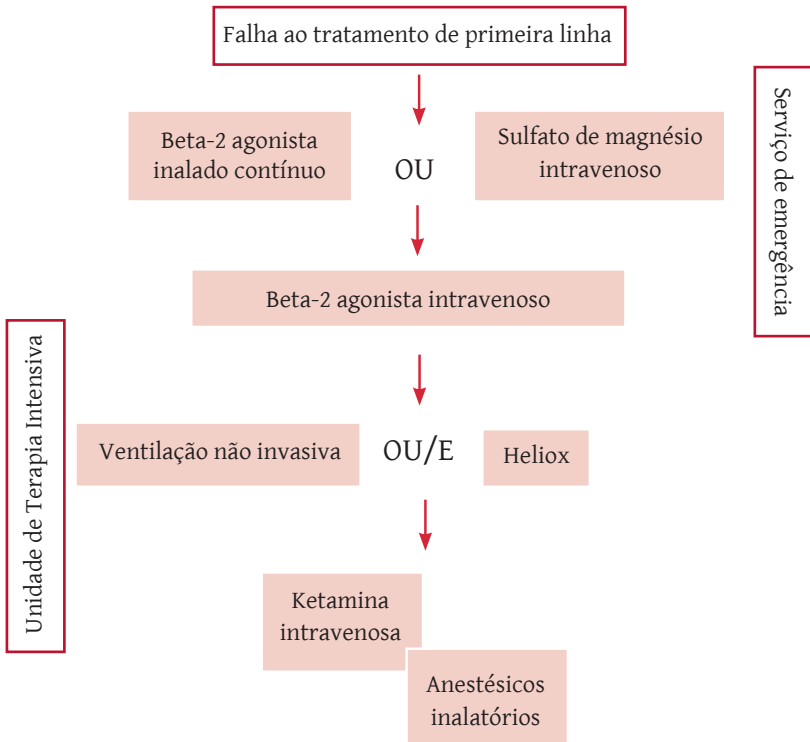 Falha ao tratamento de primeira linha
Beta-2 agonista
inalado contínuo
OU
Sulfato de magnésio
intravenoso
Serviço de emergência
Beta-2 agonista intravenoso
Unidade de Terapia Intensiva
Ventilação não invasiva
OU/E
Heliox
Ketamina
intravenosa
Anestésicos
inalatórios